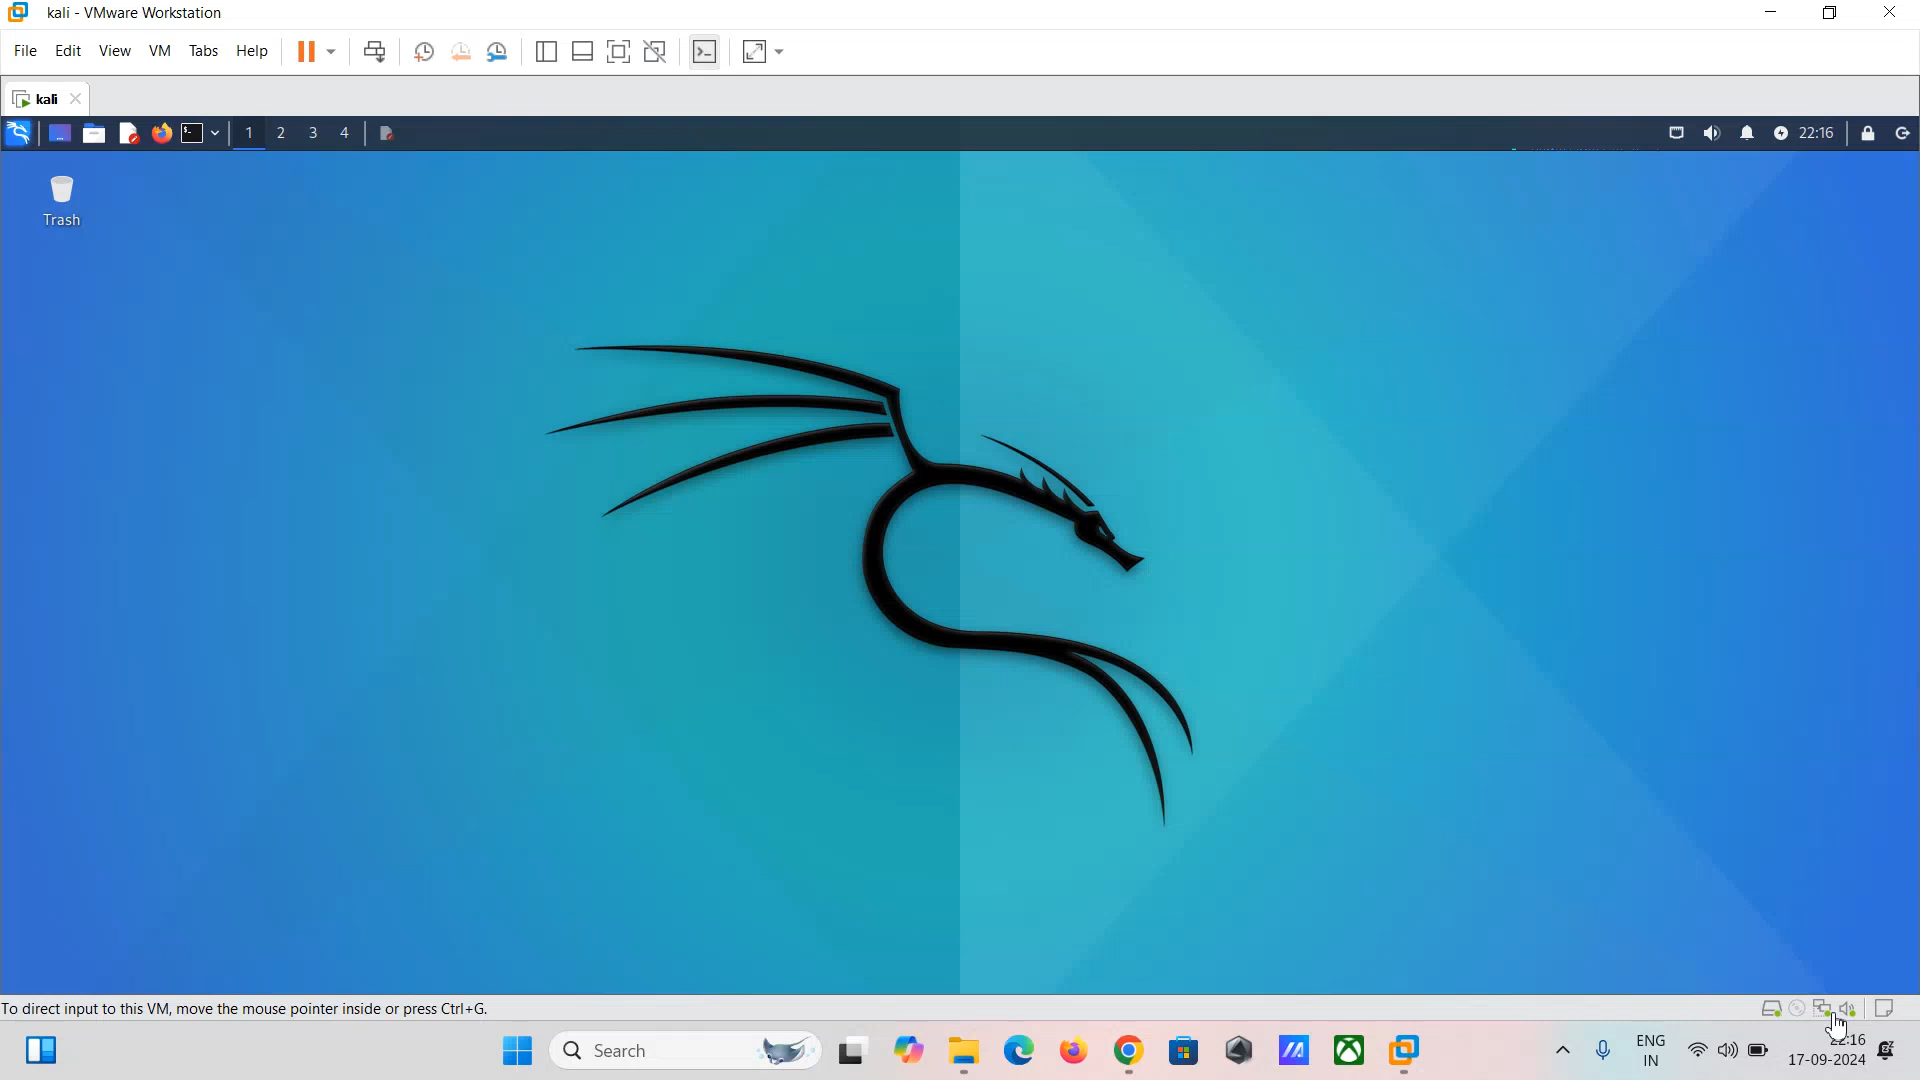 kali - VMware Workstation
File Edit View VM Tabs Help
kali
1 2 3 4
22:16
Trash
To direct input to this VM, move the mouse pointer inside or press Ctrl+G.
Search
ENG
IN
17-09-2024